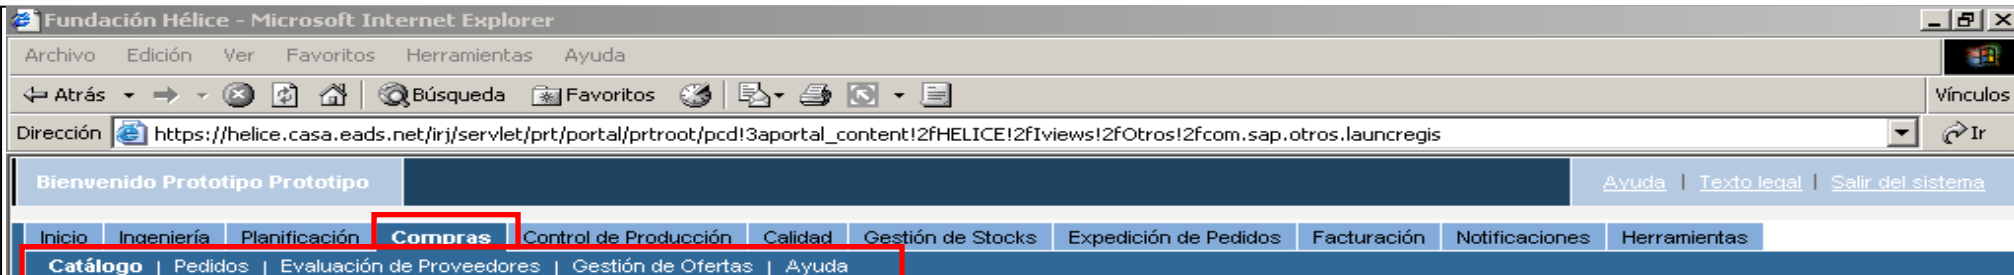 Fundación Hélice - Microsoft Internet Explorer
Archivo Edición Ver Favoritos Herramientas Ayuda
Atrás Búsqueda Favoritos Vínculos
Dirección https://helice.casa.eads.net/irj/servlet/prt/portal/prtroot/pcd!3aportal_content!2fHELICE!2fIviews!2fOtros!2fcom.sap.otros.launcregis Ir
Bienvenido Prototipo Prototipo Ayuda | Texto legal | Salir del sistema
Inicio Ingeniería Planificación Compras Control de Producción Calidad Gestión de Stocks Expedición de Pedidos Facturación Notificaciones Herramientas
Catálogo | Pedidos | Evaluación de Proveedores | Gestión de Ofertas | Ayuda